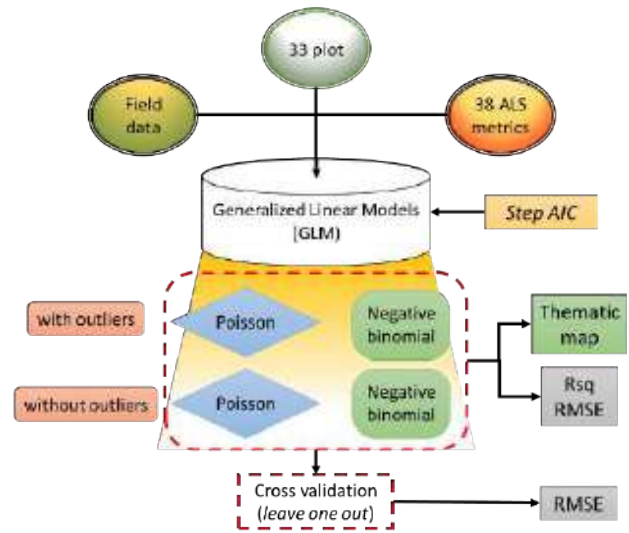 33 plot
Field
data
38 ALS
metrics
Generalized Linear Models
(GLM)
Step AIC
with outliers
Poisson
Negative
binomial
Thematic
map
without outliers
Poisson
Negative
binomial
Rsq
RMSE
Cross validation
(leave one out)
RMSE